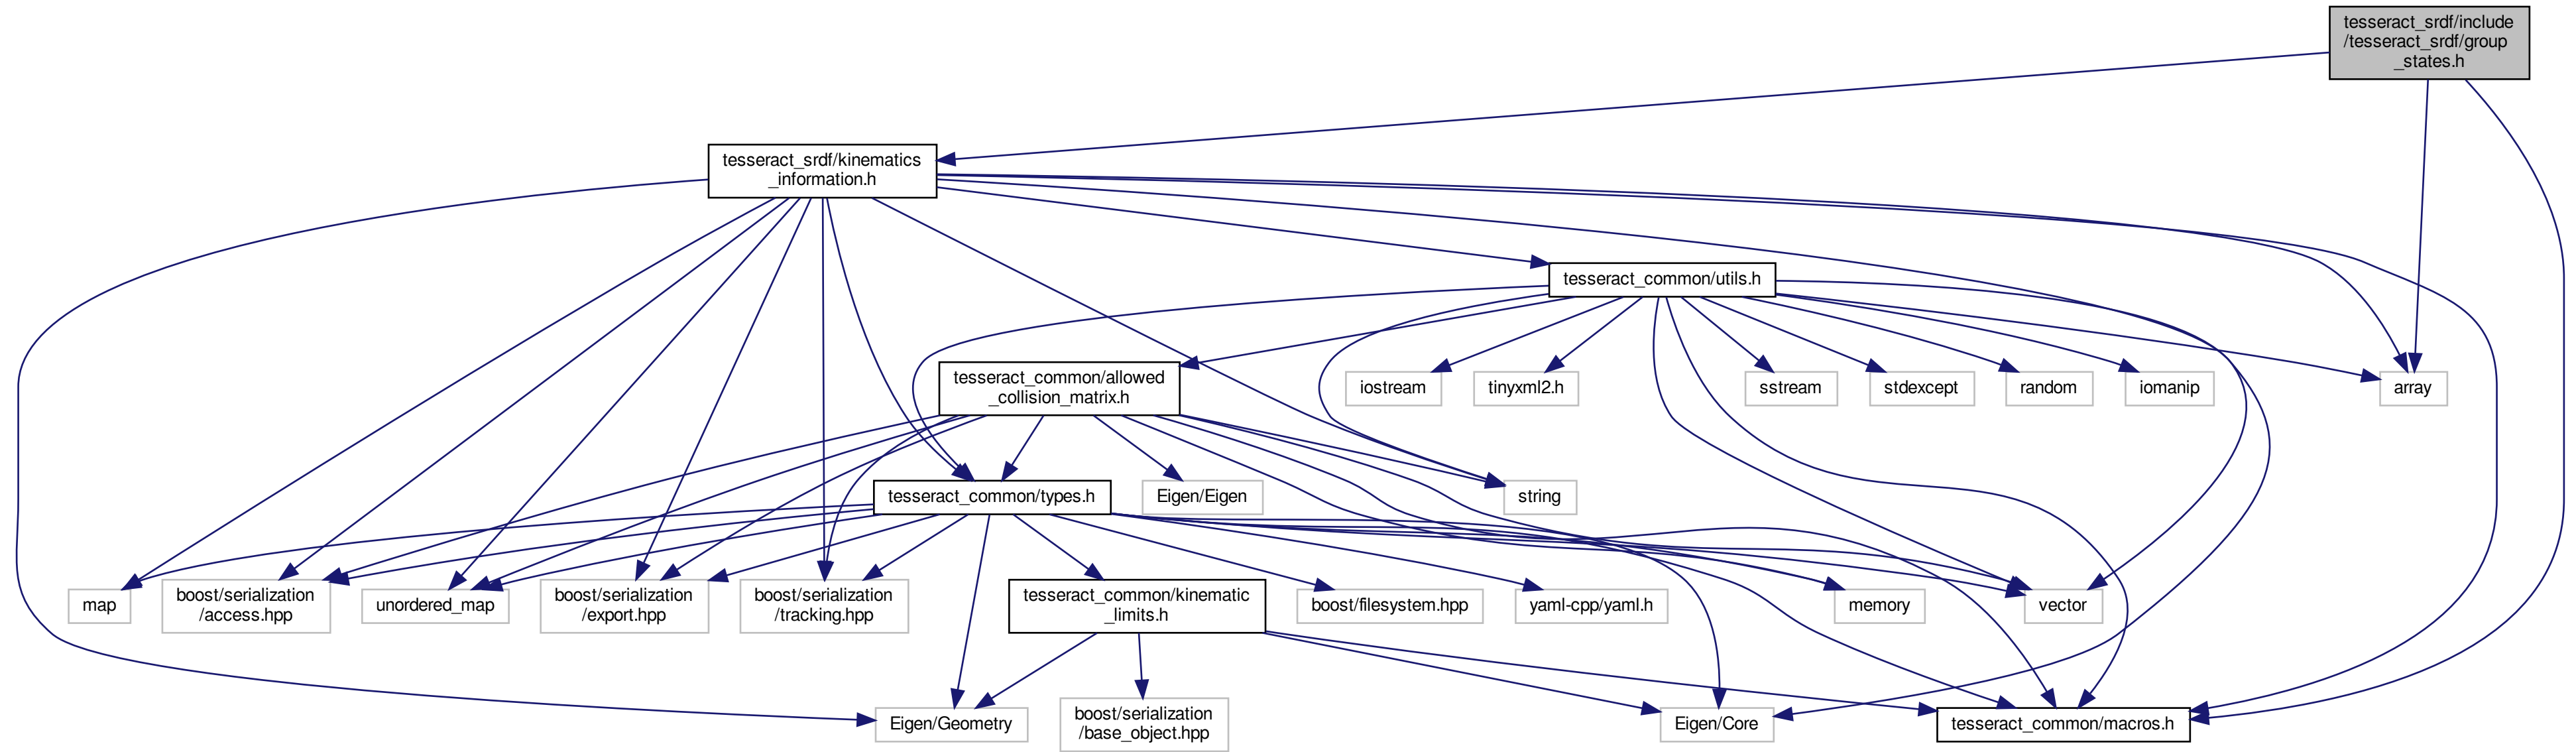 tesseract_srdf/include
/tesseract_srdf/group
_states.h
tesseract_srdf/kinematics
_information.h
tesseract_common/utils.h
tesseract_common/allowed
_collision_matrix.h
iostream
tinyxml2.h
sstream
stdexcept
random
iomanip
array
tesseract_common/types.h
Eigen/Eigen
string
map
boost/serialization
/access.hpp
unordered_map
boost/serialization
/export.hpp
boost/serialization
/tracking.hpp
tesseract_common/kinematic
_limits.h
boost/filesystem.hpp
yaml-cpp/yaml.h
memory
vector
Eigen/Geometry
boost/serialization
/base_object.hpp
Eigen/Core
tesseract_common/macros.h